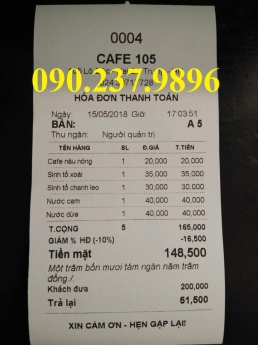 0004
CAFE 105
090.237.9896
HÓA ĐƠN THANH TOÁN
Ngày: 15/05/2018 Giờ: 17:03:51
BÀN: A 5
Thu ngân: Người quản trị
TÊN HÀNG SL Đ.GIÁ T.TIỀN
Cafe nâu nóng 1 20,000 20,000
Sinh tố xoài 1 35,000 35,000
Sinh tố chanh leo 1 30,000 30,000
Nước cam 1 40,000 40,000
Nước dừa 1 40,000 40,000
T.CỘNG 5 165,000
GIẢM % HĐ (-10%) -16,500
Tiền mặt 148,500
Một trăm bốn mươi tám ngàn năm trăm
đồng ./.
Khách đưa 200,000
Trả lại 51,500
XIN CẢM ƠN - HẸN GẶP LẠI!